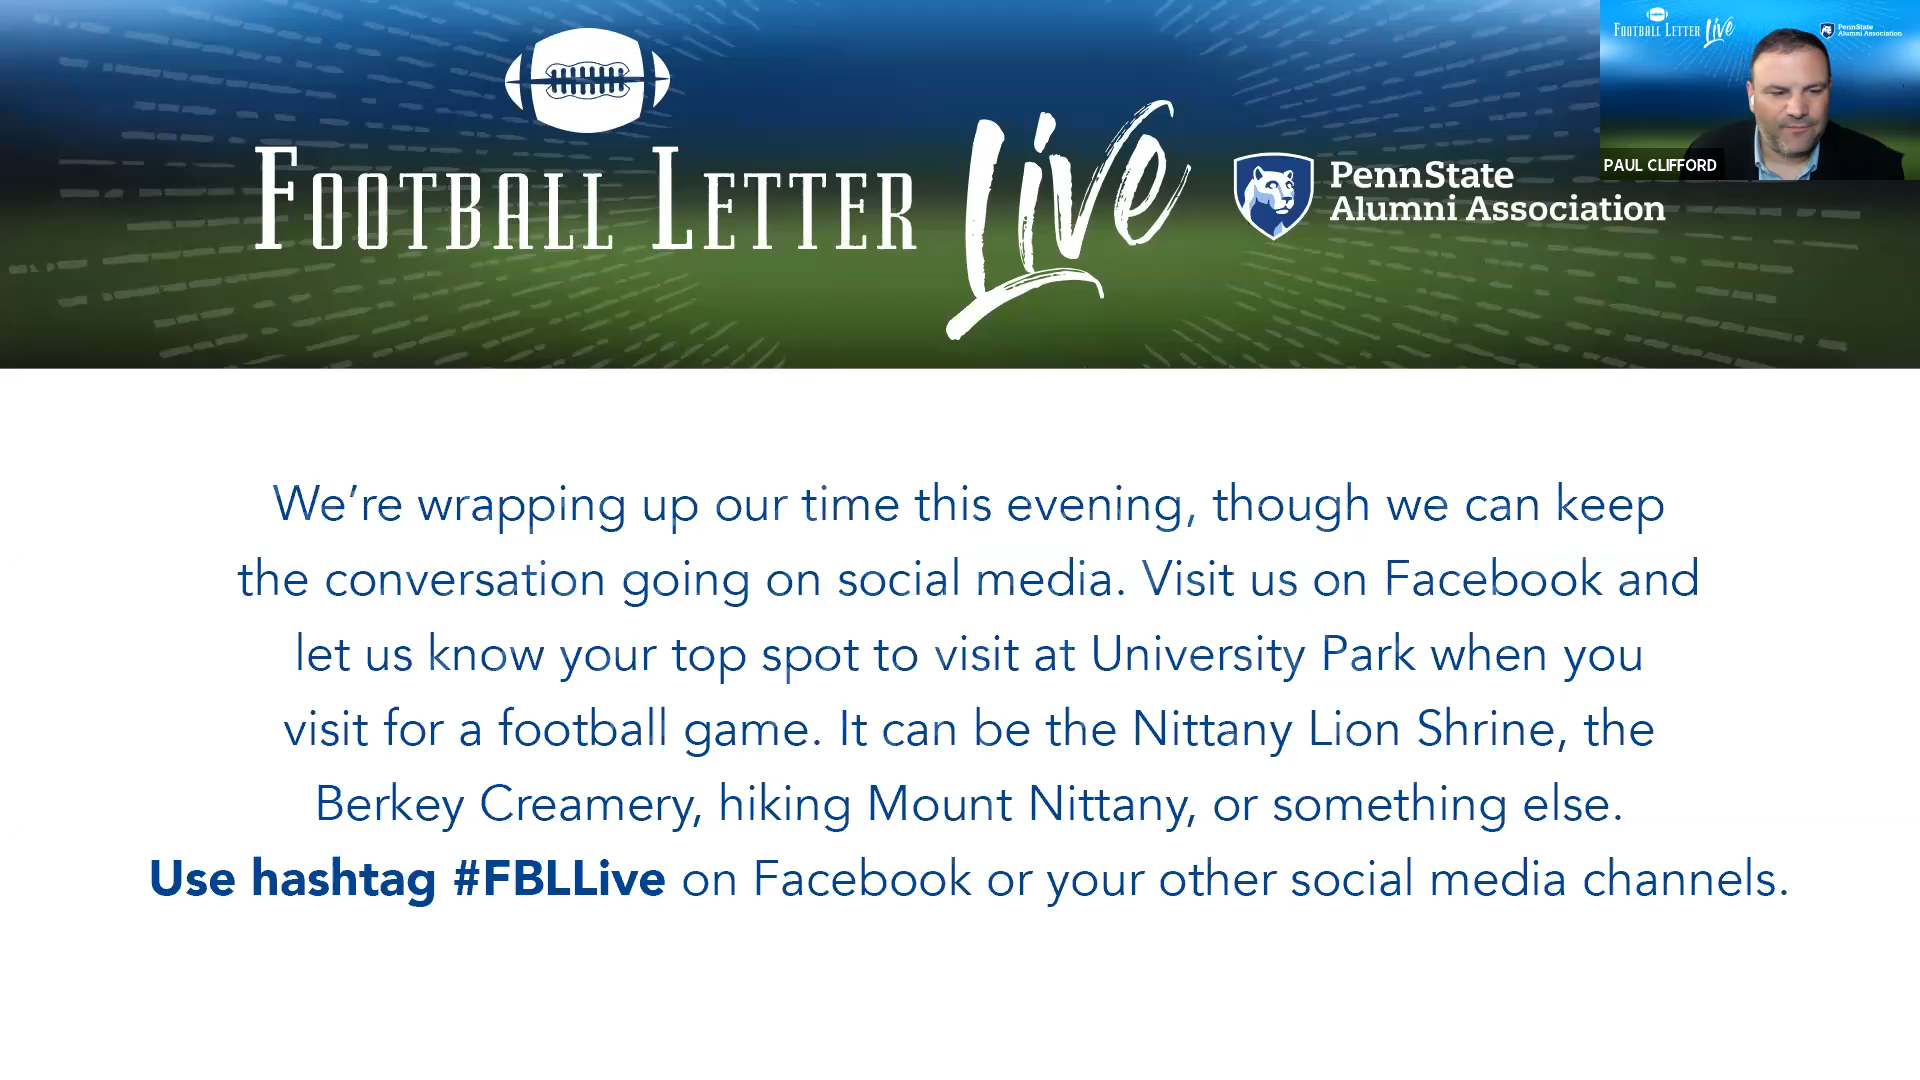 FOOTBALL LETTER Live
PennState
Alumni Association
FOOTBALL LETTER Live
PennState
Alumni Association
PAUL CLIFFORD
We’re wrapping up our time this evening, though we can keep
the conversation going on social media. Visit us on Facebook and
let us know your top spot to visit at University Park when you
visit for a football game. It can be the Nittany Lion Shrine, the
Berkey Creamery, hiking Mount Nittany, or something else.
Use hashtag #FBLLive on Facebook or your other social media channels.